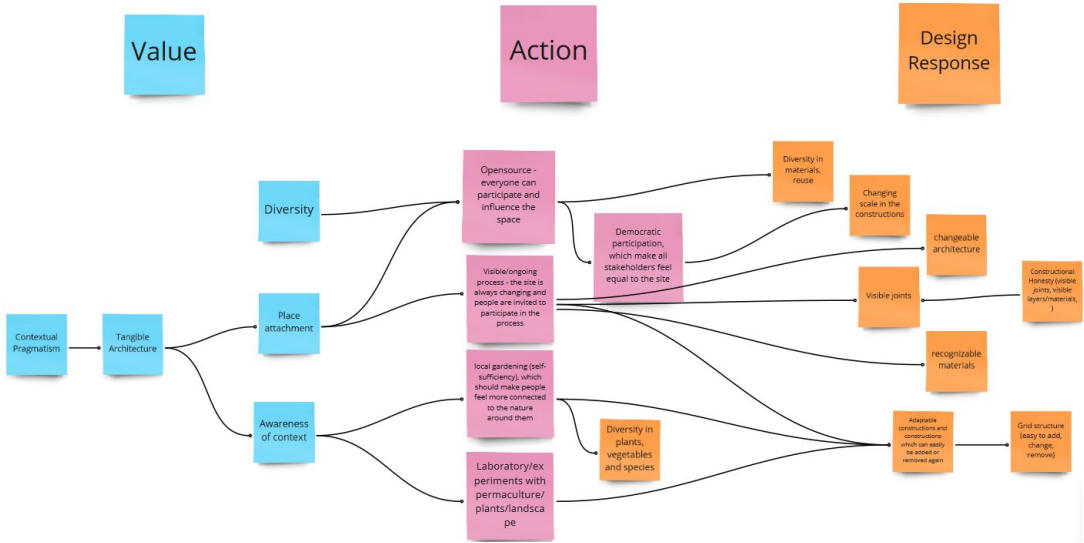 Value
Action
Design
Response
Diversity
Opensource -
everyone can
participate and
influence the
space
Diversity in
materials,
reuse
Changing
scale in the
constructions
Democratic
participation,
which make all
stakeholders feel
equal to the site
changeable
architecture
Visible/ongoing
process - the site is
always changing and
people are invited to
participate in the
process
Visible joints
Constructional
Honesty (visible
joints, visible
layers/materials,
)
Contextual
Pragmatism
Tangible
Architecture
Place
attachment
recognizable
materials
local gardening (self-
sufficiency), which
should make people
feel more connected
to the nature
around them
Awareness
of context
Diversity in
plants,
vegetables
and species
Adaptable
constructions and
constructions
which can easily
be added or
removed again
Grid structure
(easy to add,
change,
remove)
Laboratory/ex
periments with
permaculture/
plants/landsca
pe